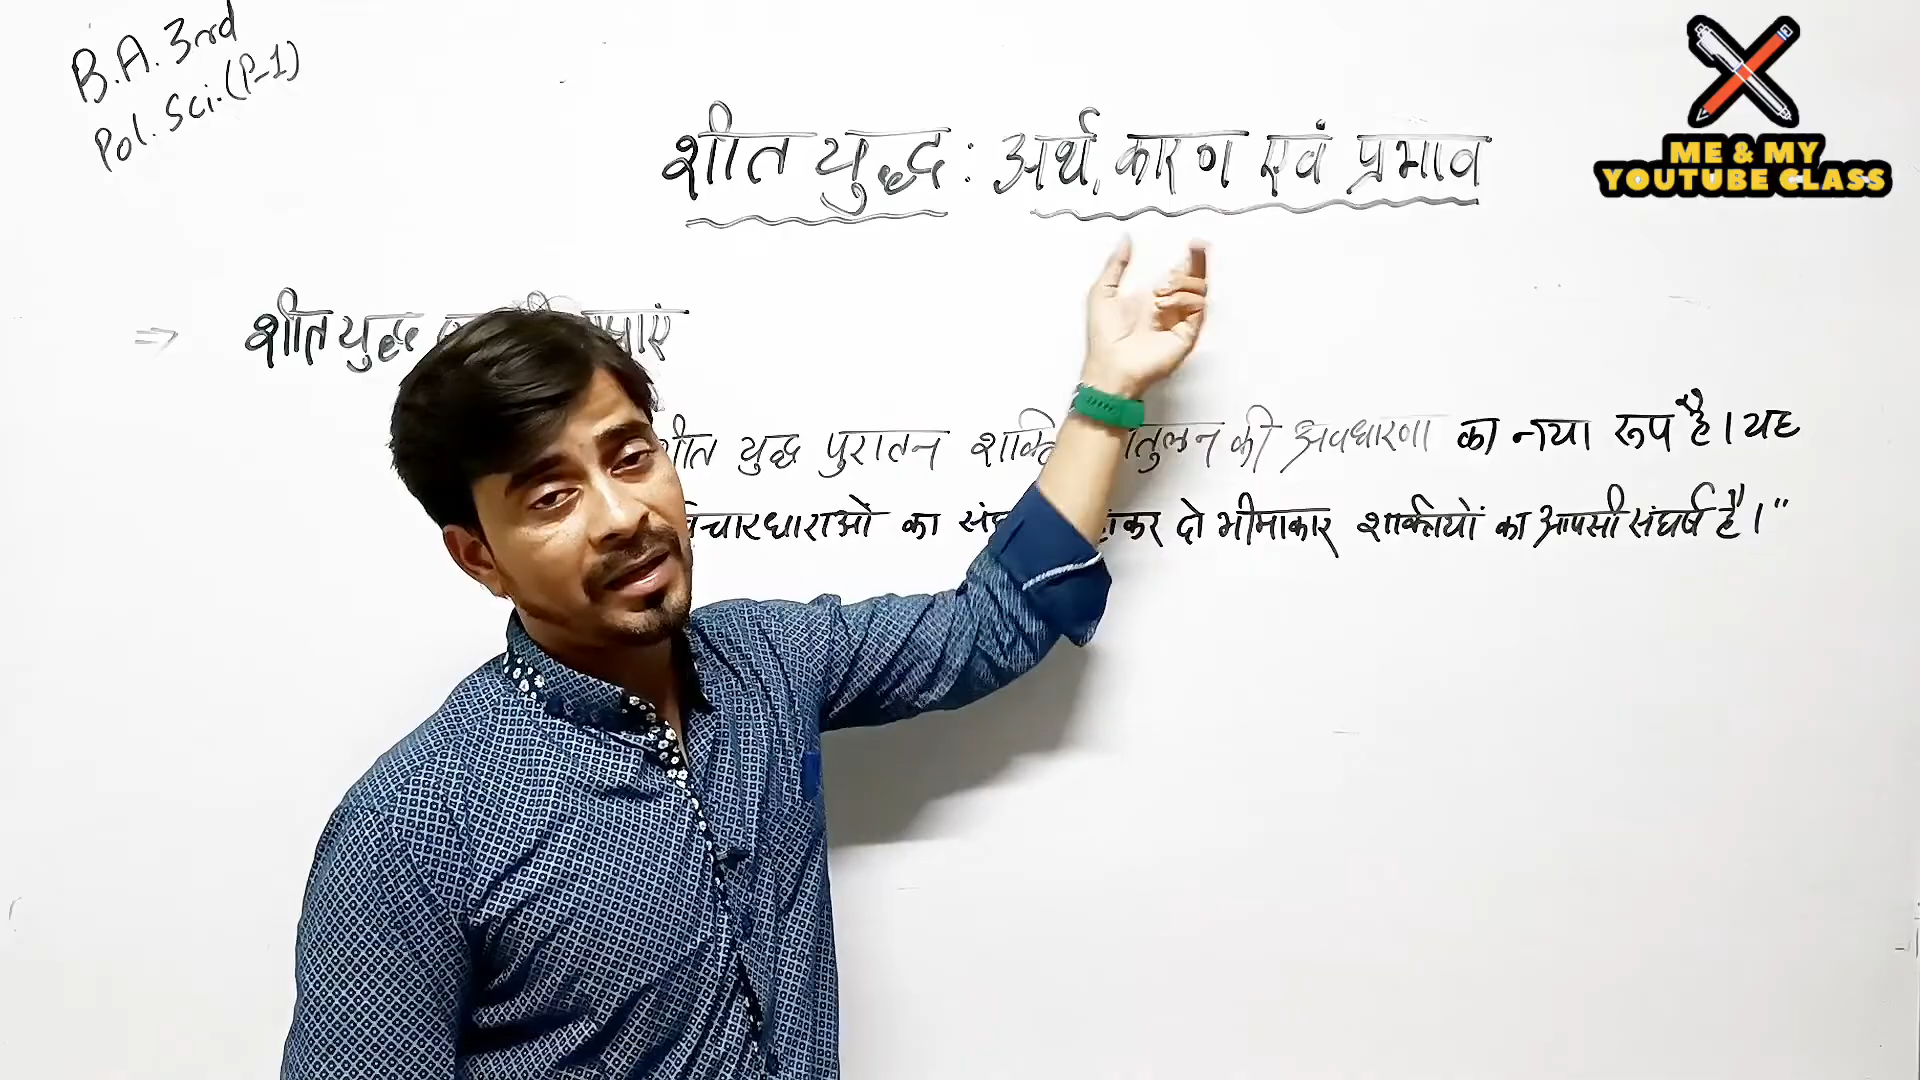 B.A. 3rd
Pol. Sci. (P-1)
ME & MY
YOUTUBE CLASS
शीत युद्ध : अर्थ, कारण एवं प्रभाव
⇒ शीत युद्ध
शीत युद्ध पुरातन की अवधारणा का नया रूप है। यह
विचारधाराओं का दो भीमाकार शक्तियों का आपसी संघर्ष है।"